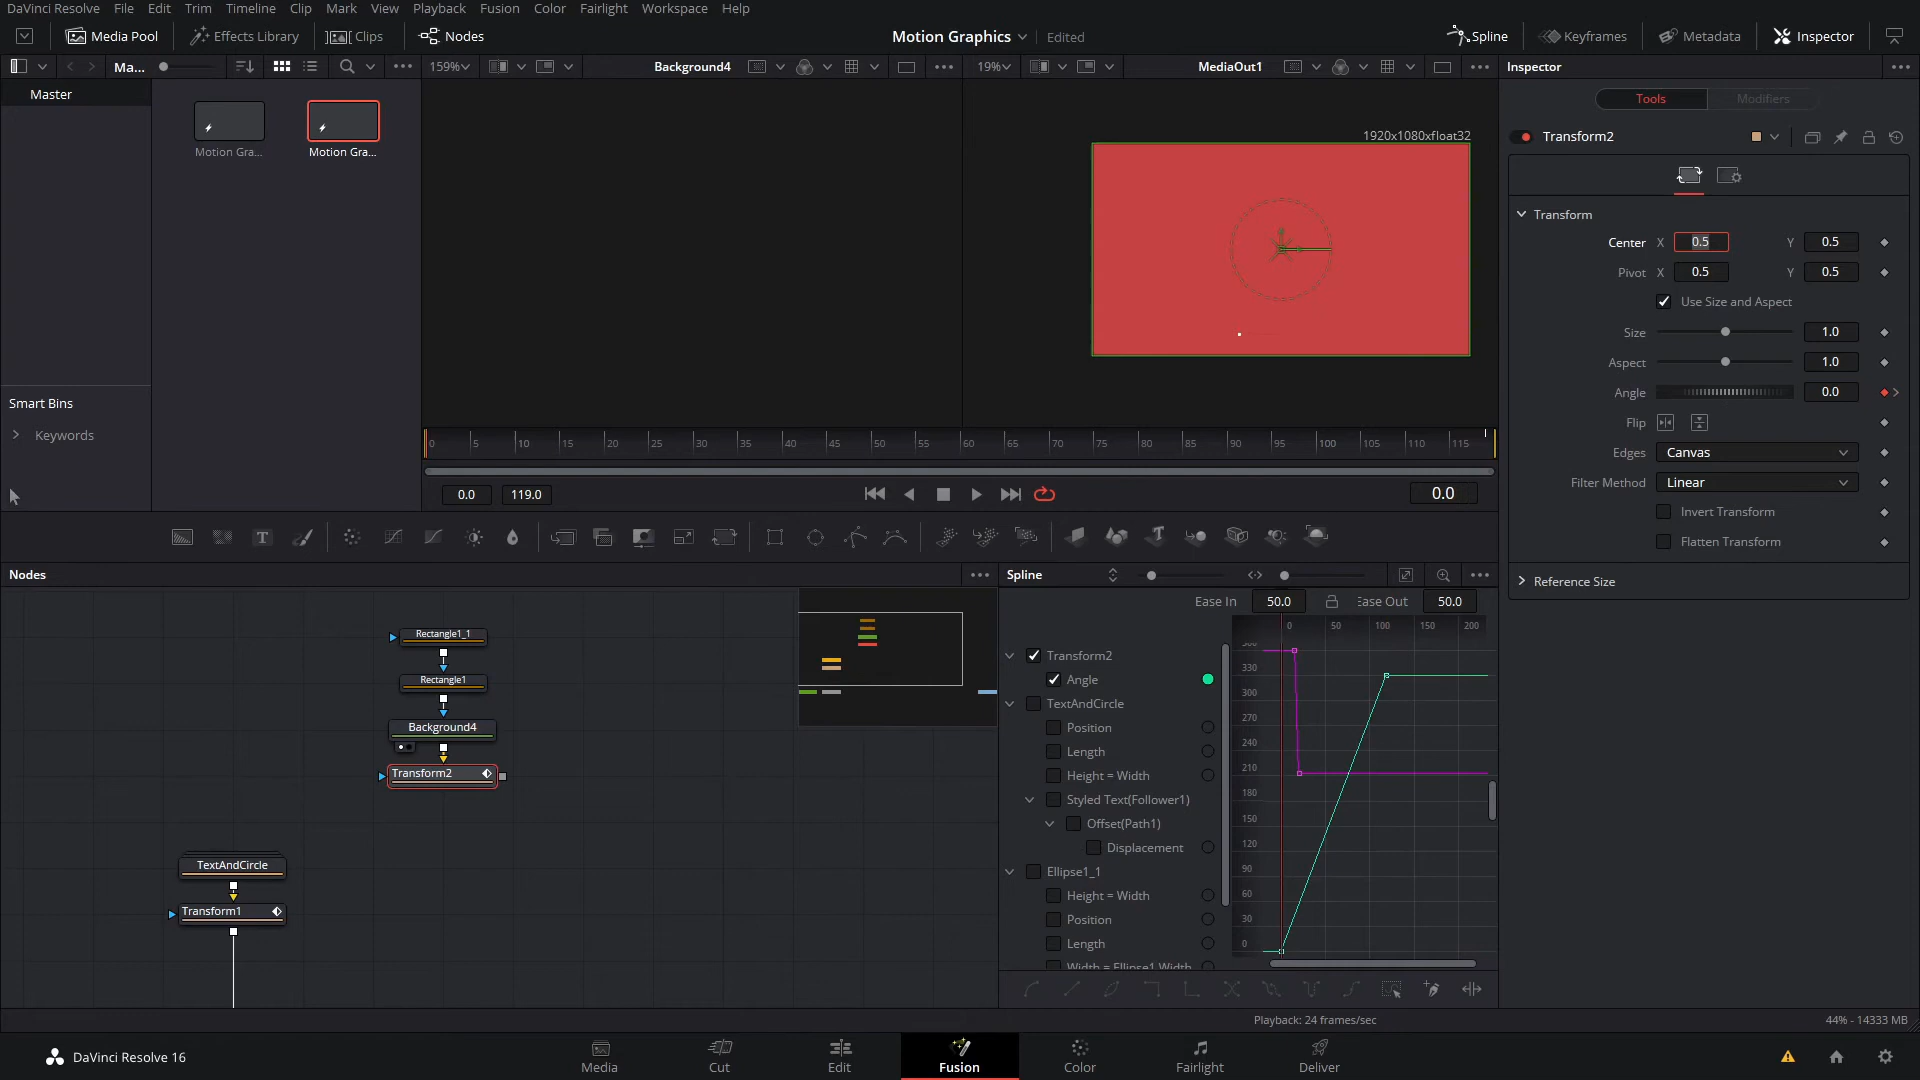 DaVinci Resolve File Edit Trim Timeline Clip Mark View Playback Fusion Color Fairlight Workspace Help
Media Pool Effects Library Clips Nodes Motion Graphics Edited Spline Keyframes Metadata Inspector
Ma... 159% Background4 19% MediaOut1 Inspector
Master
Motion Gra... Motion Gra...
1920x1080xfloat32
Tools Modifiers
Transform2
Transform
Center X 0.5 Y 0.5
Pivot X 0.5 Y 0.5
Use Size and Aspect
Size 1.0
Aspect 1.0
Angle 0.0
Flip
Edges Canvas
Filter Method Linear
Invert Transform
Flatten Transform
Reference Size
Smart Bins
Keywords
0 5 10 15 20 25 30 35 40 45 50 55 60 65 70 75 80 85 90 95 100 105 110 115
0.0 119.0 0.0
Nodes
Rectangle1_1
Rectangle1
Background4
Transform2
TextAndCircle
Transform1
Spline
Ease In 50.0 Ease Out 50.0
0 50 100 150 200
Transform2
Angle
TextAndCircle
Position
Length
Height = Width
Styled Text(Follower1)
Offset(Path1)
Displacement
Ellipse1_1
Height = Width
Position
Length
Width = Ellipse1.Width
330
300
270
240
210
180
150
120
90
60
30
0
Playback: 24 frames/sec 44% - 14333 MB
DaVinci Resolve 16 Media Cut Edit Fusion Color Fairlight Deliver